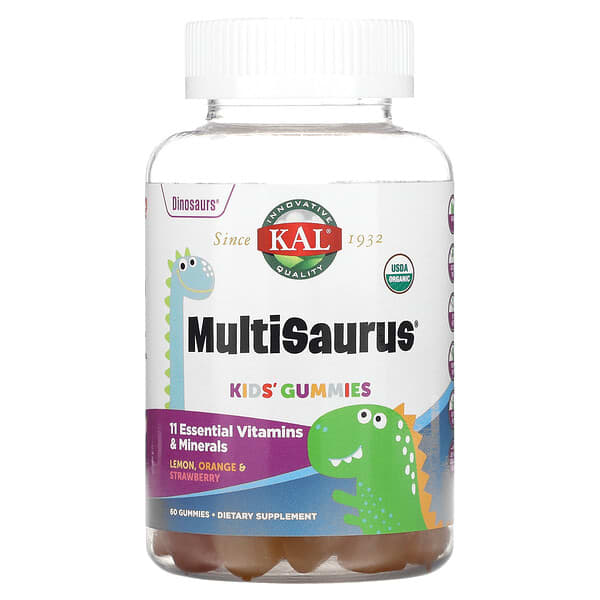 Dinosaurs®
INNOVATIVE
Since KAL® 1932
QUALITY
USDA
ORGANIC
MultiSaurus®
KIDS' GUMMIES
11 Essential Vitamins
& Minerals
LEMON, ORANGE &
STRAWBERRY
60 GUMMIES • DIETARY SUPPLEMENT